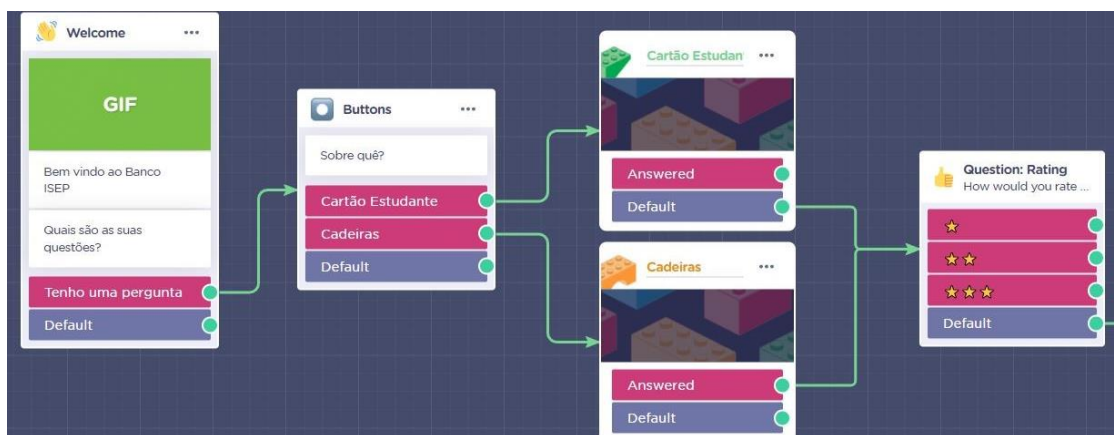 Welcome
GIF
Bem vindo ao Banco
ISEP
Quais são as suas
questões?
Tenho uma pergunta
Default
Buttons
Sobre quê?
Cartão Estudante
Cadeiras
Default
Cartão Estudan
Answered
Default
Cadeiras
Answered
Default
Question: Rating
How would you rate ...
Default